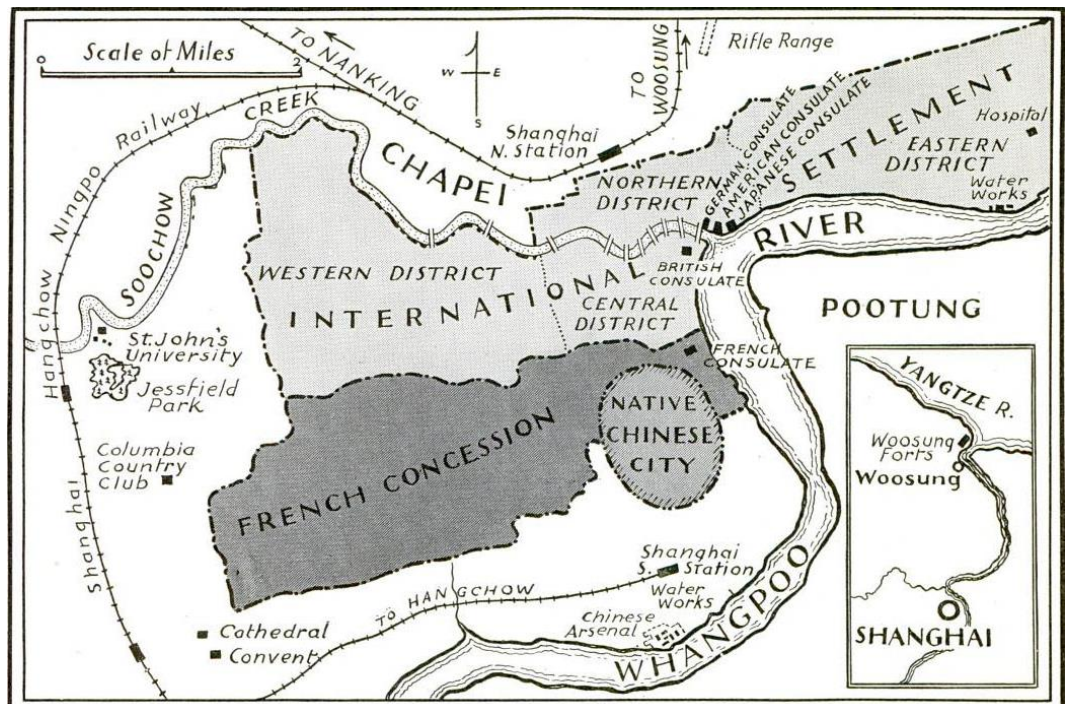 Scale of Miles
0 2
TO NANKING
W E
S
TO WOOSUNG
Rifle Range
Hangchow Ningpo Railway
Shanghai
SOOCHOW CREEK
CHAPEI
Shanghai
N. Station
NORTHERN
DISTRICT
GERMAN CONSULATE
AMERICAN CONSULATE
JAPANESE CONSULATE
INTERNATIONAL SETTLEMENT
Hospital
EASTERN
DISTRICT
Water
Works
WHANGPOO RIVER
WESTERN DISTRICT
BRITISH
CONSULATE
CENTRAL
DISTRICT
POOTUNG
St. John's
University
Jessfield
Park
FRENCH
CONSULATE
Columbia
Country
Club
FRENCH CONCESSION
NATIVE
CHINESE
CITY
Shanghai
S. Station
Water
Works
TO HANGCHOW
Chinese
Arsenal
Cathedral
Convent
YANGTZE R.
Woosung
Forts
Woosung
SHANGHAI